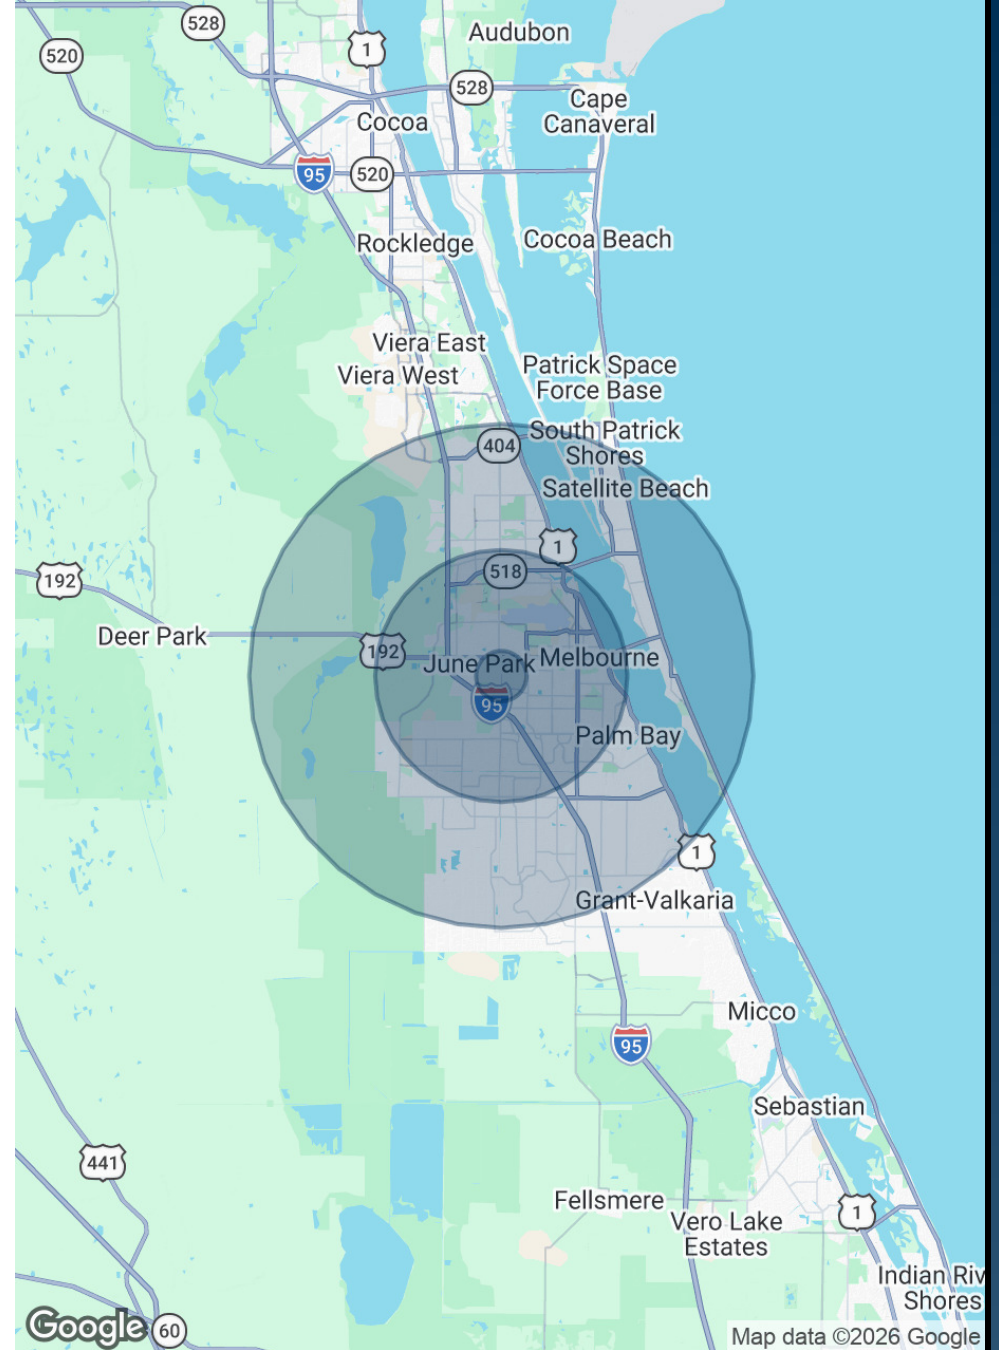 528
Audubon
1
520
528
Cape
Canaveral
Cocoa
95
520
Rockledge
Cocoa Beach
Viera East
Viera West
Patrick Space
Force Base
404
South Patrick
Shores
Satellite Beach
1
518
192
Deer Park
192
June Park
Melbourne
95
Palm Bay
1
Grant-Valkaria
Micco
95
Sebastian
441
Fellsmere
Vero Lake
Estates
1
Indian Riv
Shores
Google
60
Map data ©2026 Google